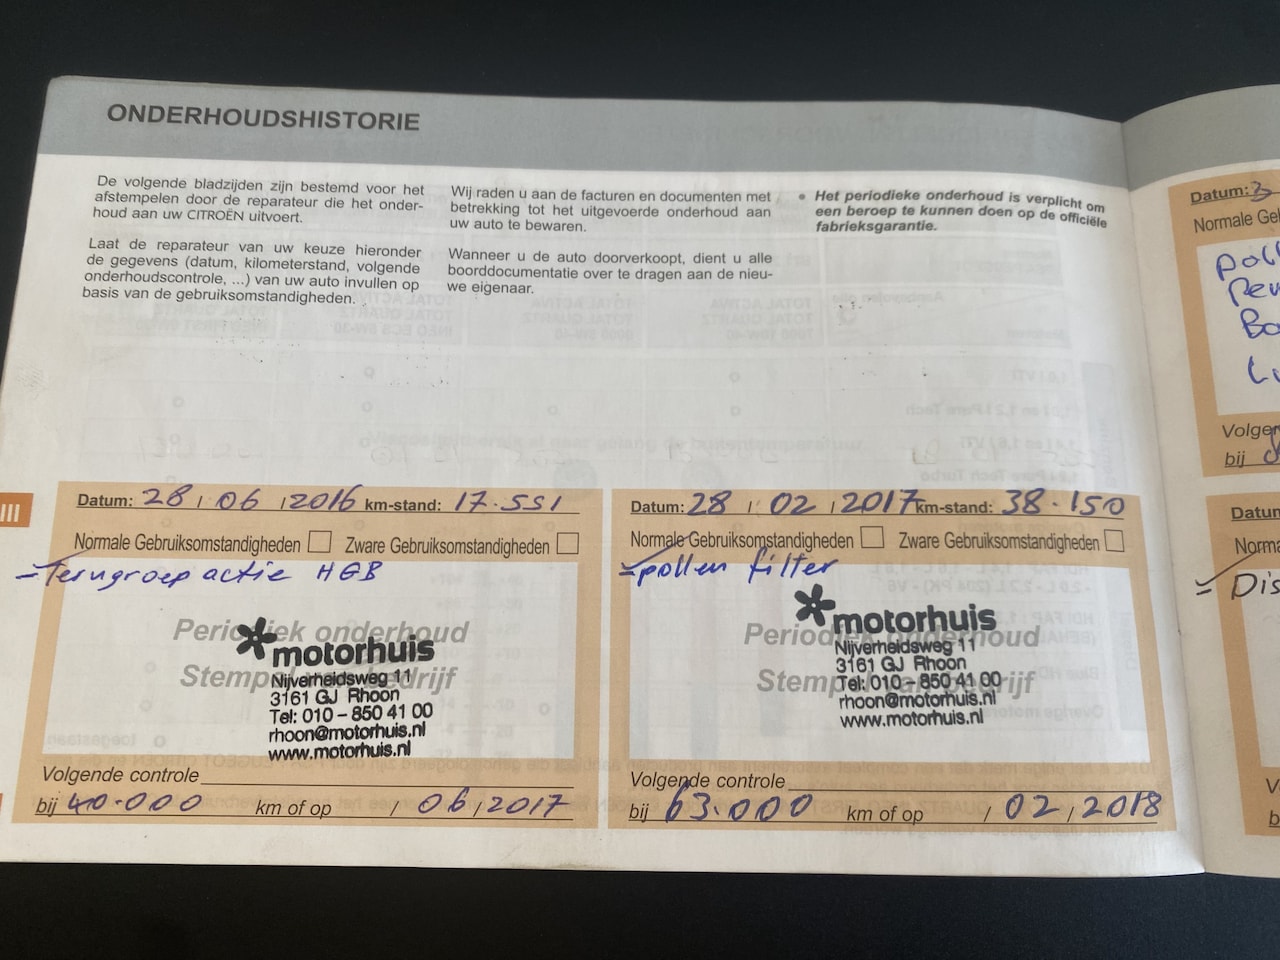 ONDERHOUDSHISTORIE
De volgende bladzijden zijn bestemd voor het
afstempelen door de reparateur die het onder-
houd aan uw CITROËN uitvoert.
Laat de reparateur van uw keuze hieronder
de gegevens (datum, kilometerstand, volgende
onderhoudscontrole, ...) van uw auto invullen op
basis van de gebruiksomstandigheden.
Wij raden u aan de facturen en documenten met
betrekking tot het uitgevoerde onderhoud aan
uw auto te bewaren.
Wanneer u de auto doorverkoopt, dient u alle
boorddocumentatie over te dragen aan de nieu-
we eigenaar.
• Het periodieke onderhoud is verplicht om
een beroep te kunnen doen op de officiële
fabrieksgarantie.
III
Datum: 28 / 06 / 2016 km-stand: 17.551
Normale Gebruiksomstandigheden Zware Gebruiksomstandigheden
- Terugroep actie HGB
Periodiek onderhoud
motorhuis
Nijverheidsweg 11
3161 GJ Rhoon
Tel: 010 - 850 41 00
rhoon@motorhuis.nl
www.motorhuis.nl
Volgende controle
bij 40.000 km of op / 06 / 2017
Datum: 28 / 02 / 2017 km-stand: 38.150
Normale Gebruiksomstandigheden Zware Gebruiksomstandigheden
- pollen filter
Periodiek onderhoud
motorhuis
Nijverheidsweg 11
3161 GJ Rhoon
Tel: 010 - 850 41 00
rhoon@motorhuis.nl
www.motorhuis.nl
Volgende controle
bij 63.000 km of op / 02 / 2018
Datum: 3
Normale
bij